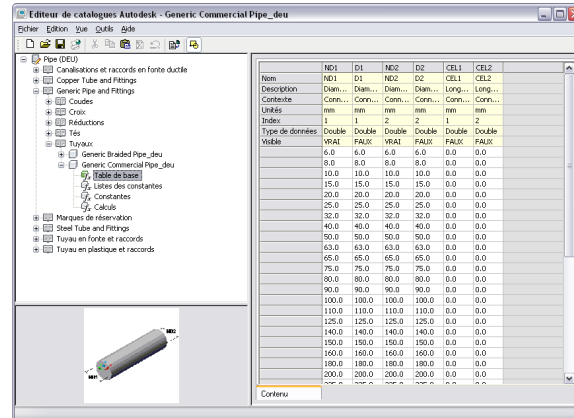 Editeur de catalogues Autodesk - Generic Commercial Pipe_deu
Fichier Edition Vue Outils Aide
Pipe (DEU)
Canalisations et raccords en fonte ductile
Copper Tube and Fittings
Generic Pipe and Fittings
Coudes
Croix
Réductions
Tés
Tuyaux
Generic Braided Pipe_deu
Generic Commercial Pipe_deu
Table de base
Listes des constantes
Constantes
Calculs
Marques de réservation
Steel Tube and Fittings
Tuyau en fonte et raccords
Tuyau en plastique et raccords
ND2
ND1
ND1 D1 ND2 D2 CEL1 CEL2
Nom ND1 D1 ND2 D2 CEL1 CEL2
Description Diam... Diam... Diam... Diam... Long... Long...
Contexte Conn... Conn... Conn... Conn... Conn... Conn...
Unités mm mm mm mm mm mm
Index 1 1 2 2 1 2
Type de données Double Double Double Double Double Double
Visible VRAI FAUX VRAI FAUX FAUX FAUX
6.0 6.0 6.0 6.0 0.0 0.0
8.0 8.0 8.0 8.0 0.0 0.0
10.0 10.0 10.0 10.0 0.0 0.0
15.0 15.0 15.0 15.0 0.0 0.0
20.0 20.0 20.0 20.0 0.0 0.0
25.0 25.0 25.0 25.0 0.0 0.0
32.0 32.0 32.0 32.0 0.0 0.0
40.0 40.0 40.0 40.0 0.0 0.0
50.0 50.0 50.0 50.0 0.0 0.0
63.0 63.0 63.0 63.0 0.0 0.0
65.0 65.0 65.0 65.0 0.0 0.0
75.0 75.0 75.0 75.0 0.0 0.0
80.0 80.0 80.0 80.0 0.0 0.0
90.0 90.0 90.0 90.0 0.0 0.0
100.0 100.0 100.0 100.0 0.0 0.0
110.0 110.0 110.0 110.0 0.0 0.0
125.0 125.0 125.0 125.0 0.0 0.0
140.0 140.0 140.0 140.0 0.0 0.0
150.0 150.0 150.0 150.0 0.0 0.0
160.0 160.0 160.0 160.0 0.0 0.0
180.0 180.0 180.0 180.0 0.0 0.0
200.0 200.0 200.0 200.0 0.0 0.0
Contenu